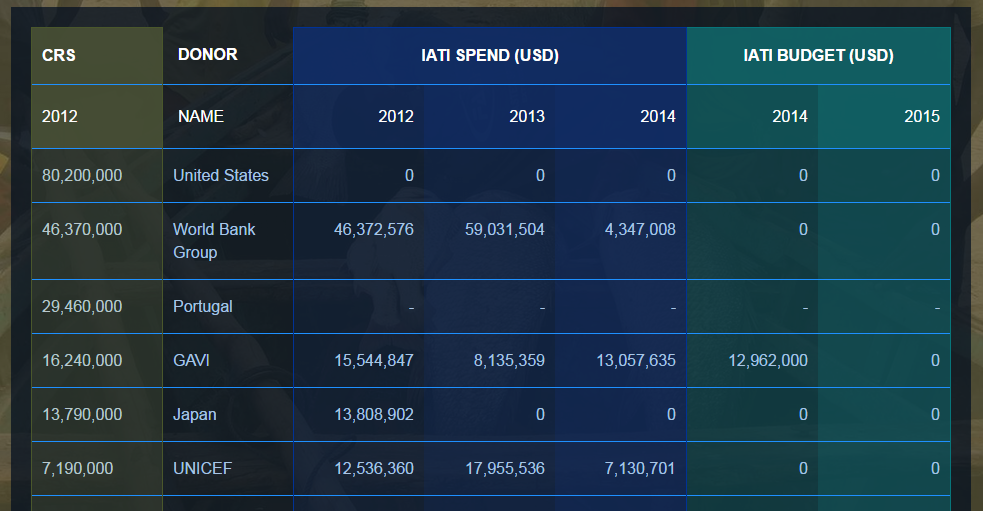 CRS DONOR IATI SPEND (USD) IATI BUDGET (USD)
2012 NAME 2012 2013 2014 2014 2015
80,200,000 United States 0 0 0 0 0
46,370,000 World Bank 46,372,576 59,031,504 4,347,008 0 0
Group
29,460,000 Portugal - - - - -
16,240,000 GAVI 15,544,847 8,135,359 13,057,635 12,962,000 0
13,790,000 Japan 13,808,902 0 0 0 0
7,190,000 UNICEF 12,536,360 17,955,536 7,130,701 0 0